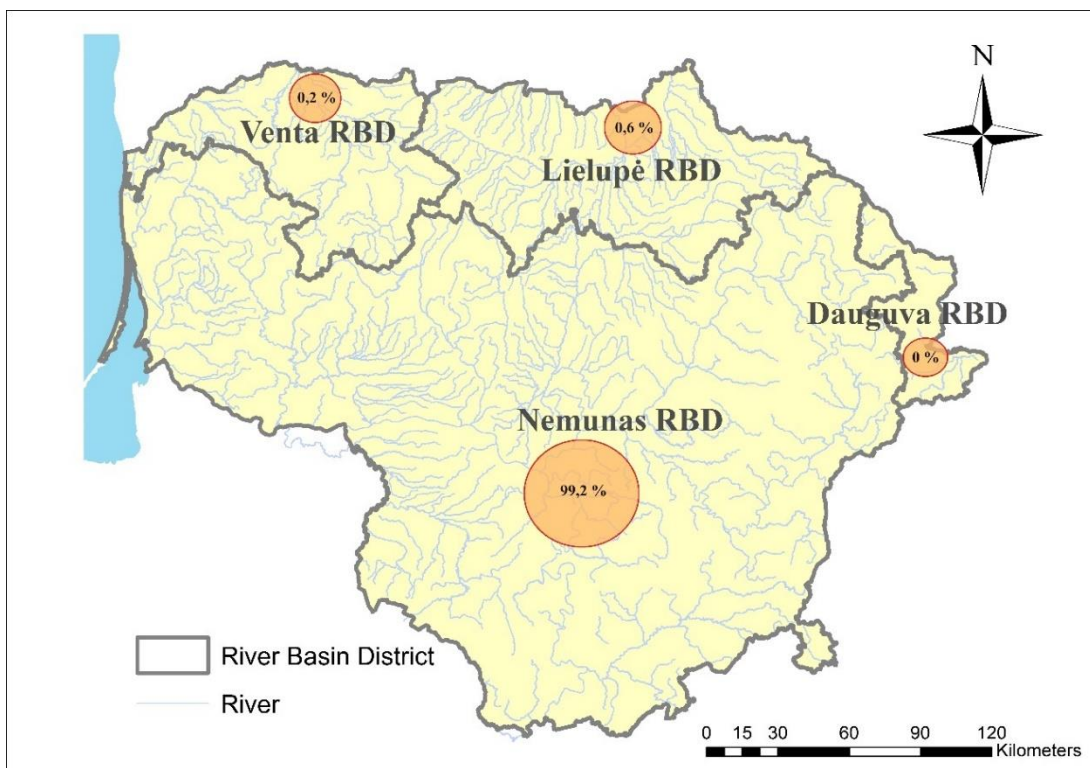 N
0,2 %
Venta RBD
0,6 %
Lielupė RBD
Dauguva RBD
0 %
Nemunas RBD
99,2 %
River Basin District
River
0 15 30 60 90 120
Kilometers